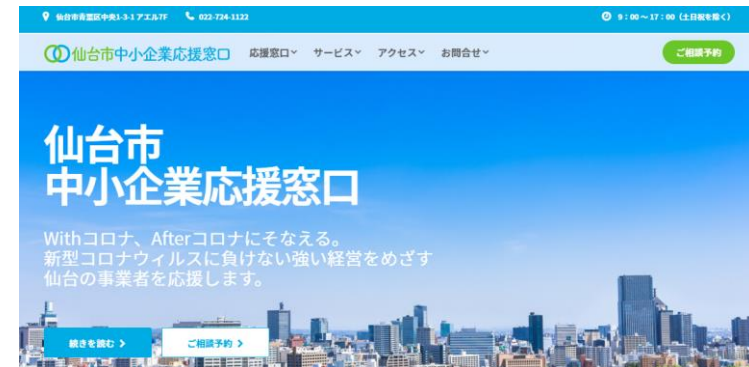 仙台市青葉区中央1-3-1アエル7F 022-724-1122 9:00～17:00（土日祝を除く）
仙台市中小企業応援窓口 応援窓口 サービス アクセス お問合せ ご相談予約
仙台市
中小企業応援窓口
Withコロナ、Afterコロナにそなえる。
新型コロナウィルスに負けない強い経営をめざす
仙台の事業者を応援します。
続きを読む ご相談予約